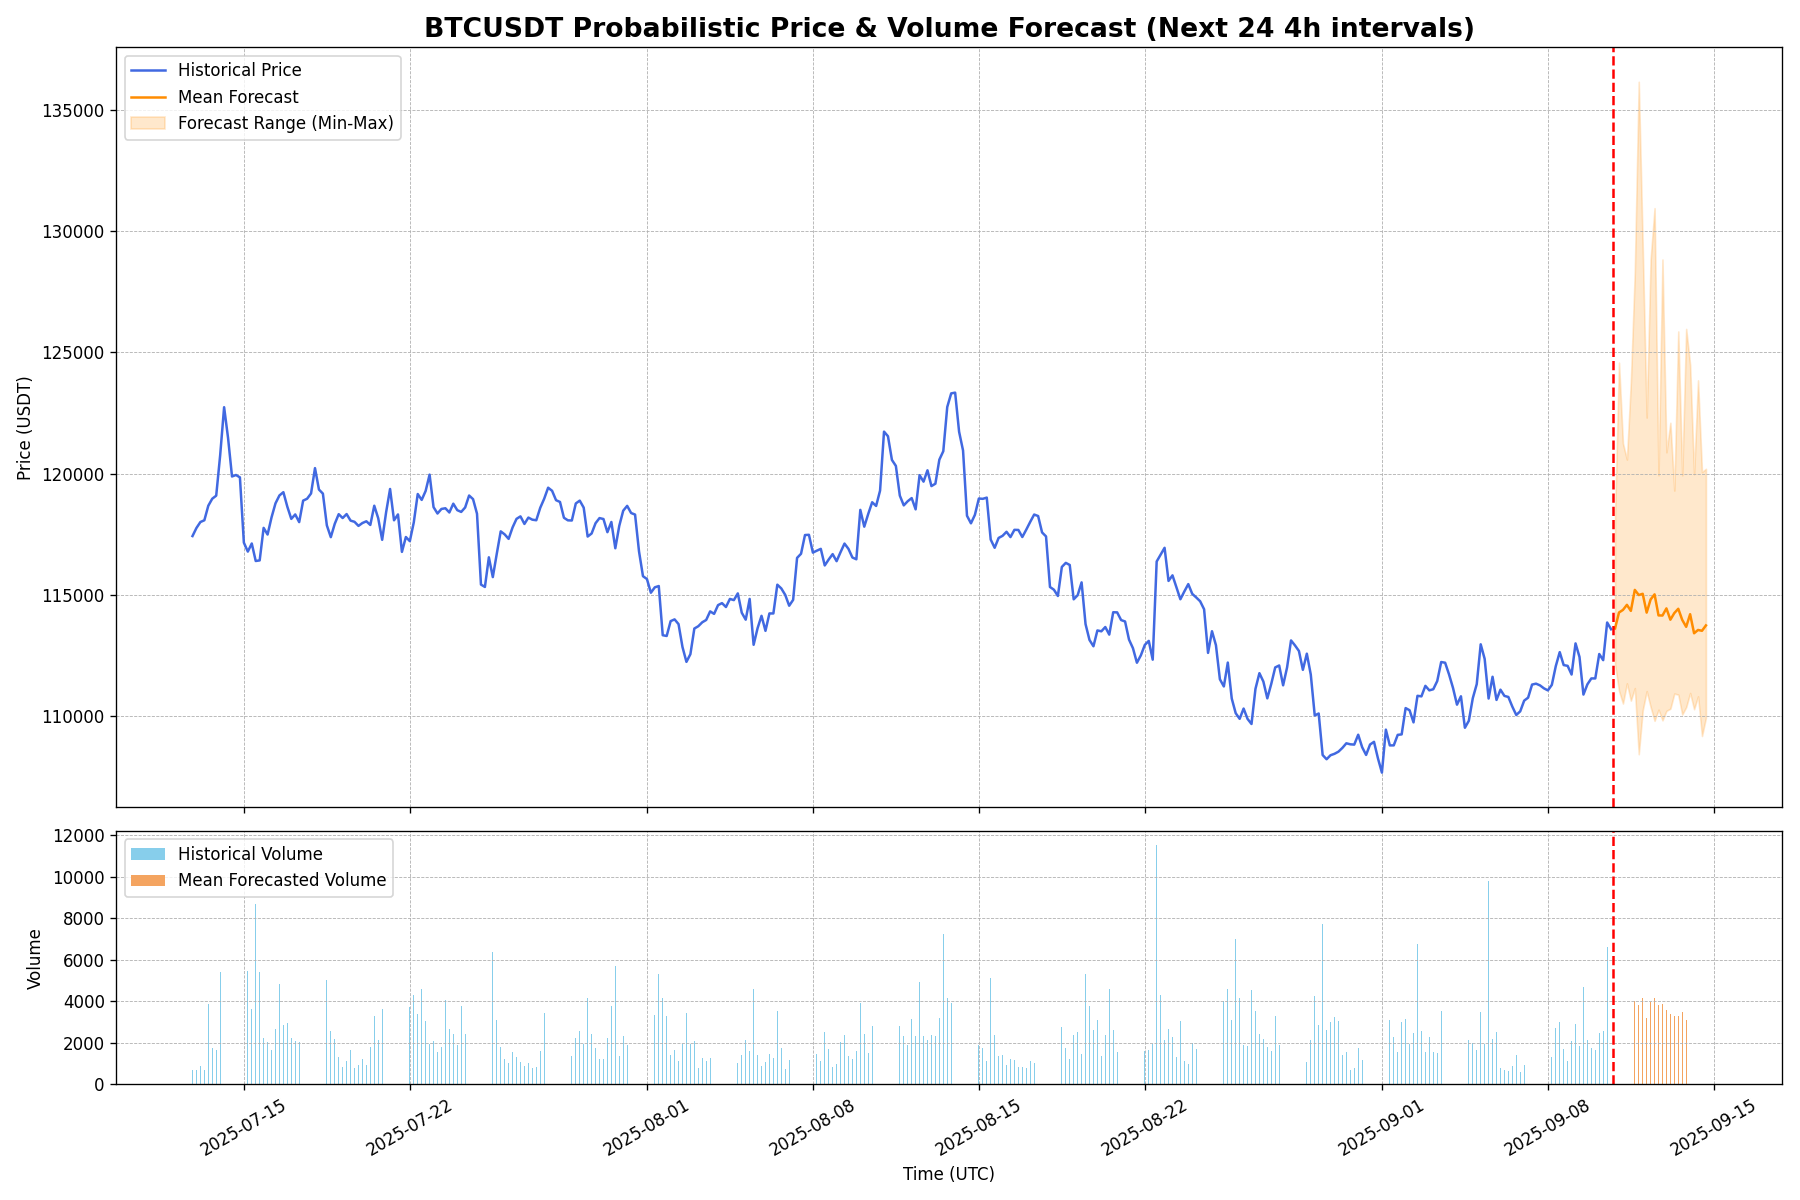 BTCUSDT Probabilistic Price & Volume Forecast (Next 24 4h intervals)
Historical Price
Mean Forecast
Forecast Range (Min-Max)
135000
130000
125000
120000
115000
110000
Price (USDT)
Historical Volume
Mean Forecasted Volume
12000
10000
8000
6000
4000
2000
0
Volume
2025-07-15
2025-07-22
2025-08-01
2025-08-08
2025-08-15
2025-08-22
2025-09-01
2025-09-08
2025-09-15
Time (UTC)